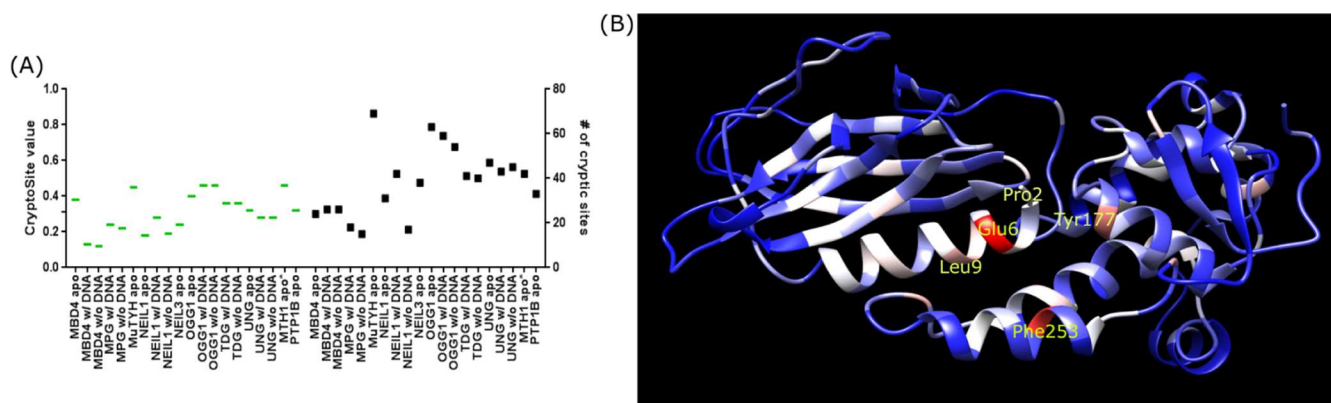 (A)
1.0
0.8
0.6
0.4
0.2
0.0
CryptoSite value
80
60
40
20
0
# of cryptic sites
MBD4 apo
MBD4 w/ DNA
MBD4 w/o DNA
MPG w/ DNA
MPG w/o DNA
MuTYH apo
NEIL1 apo
NEIL1 w/ DNA
NEIL1 w/o DNA
NEIL3 apo
OGG1 apo
OGG1 w/ DNA
OGG1 w/o DNA
TDG w/ DNA
TDG w/o DNA
UNG apo
UNG w/ DNA
UNG w/o DNA
MTH1 apo*
PTP1B apo
MBD4 apo
MBD4 w/ DNA
MBD4 w/o DNA
MPG w/ DNA
MPG w/o DNA
MuTYH apo
NEIL1 apo
NEIL1 w/ DNA
NEIL1 w/o DNA
NEIL3 apo
OGG1 apo
OGG1 w/ DNA
OGG1 w/o DNA
TDG w/ DNA
TDG w/o DNA
UNG apo
UNG w/ DNA
UNG w/o DNA
MTH1 apo*
PTP1B apo
(B)
Pro2
Glu6
Tyr177
Leu9
Phe253